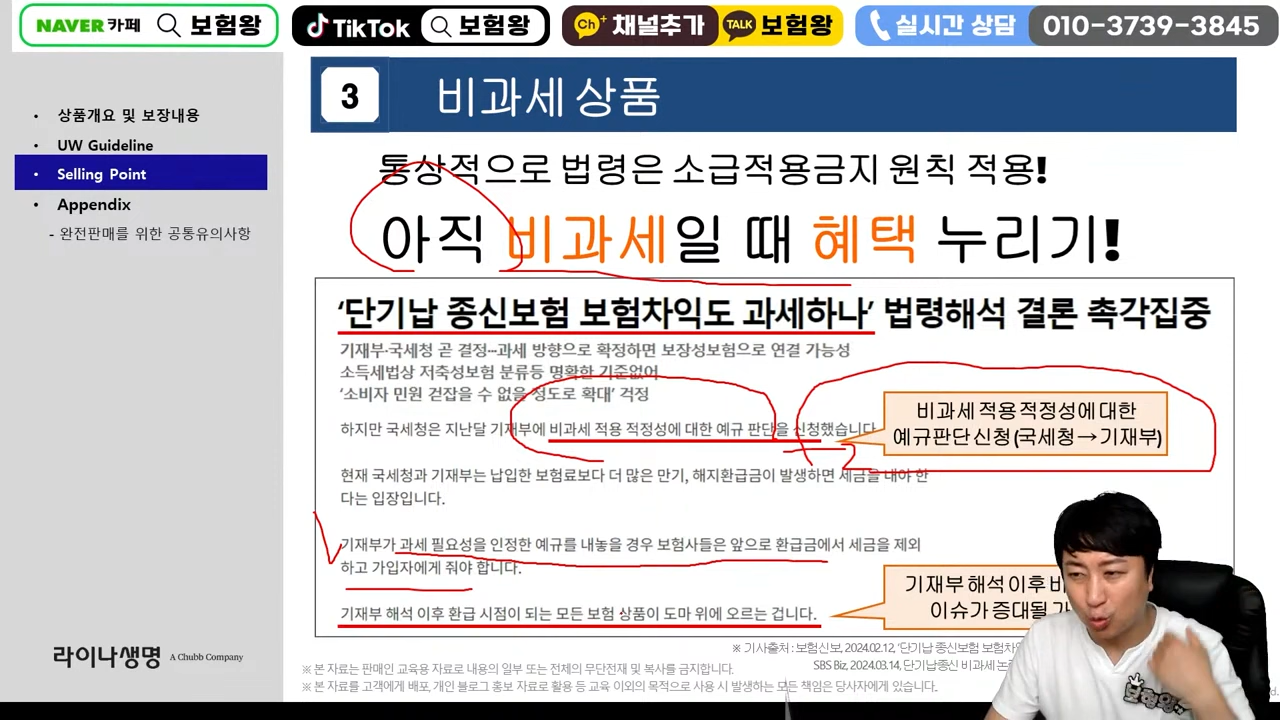 NAVER 카페 보험왕
TikTok 보험왕
Ch+ 채널추가 TALK 보험왕
실시간 상담 010-3739-3845
• 상품개요 및 보장내용
• UW Guideline
• Selling Point
• Appendix
- 완전판매를 위한 공통유의사항
3 비과세 상품
통상적으로 법령은 소급적용금지 원칙 적용!
아직 비과세일 때 혜택 누리기!
‘단기납 종신보험 보험차익도 과세하나’ 법령해석 결론 촉각집중
기재부·국세청 곧 결정…과세 방향으로 확정하면 보장성보험으로 연결 가능성
소득세법상 저축성보험 분류등 명확한 기준없어
‘소비자 민원 걷잡을 수 없을 정도로 확대’ 걱정
하지만 국세청은 지난달 기재부에 비과세 적용 적정성에 대한 예규 판단을 신청했습니다.
비과세 적용 적정성에 대한
예규판단 신청 (국세청→기재부)
2
현재 국세청과 기재부는 납입한 보험료보다 더 많은 만기, 해지환급금이 발생하면 세금을 내야 한
다는 입장입니다.
기재부가 과세 필요성을 인정한 예규를 내놓을 경우 보험사들은 앞으로 환급금에서 세금을 제외
하고 가입자에게 줘야 합니다.
기재부 해석 이후 환급 시점이 되는 모든 보험 상품이 도마 위에 오르는 겁니다.
기재부 해석 이후 비
이슈가 증대될 가
※ 기사출처 : 보험신보, 2024.02.12, ‘단기납 종신보험 보험차익
SBS Biz, 2024.03.14, 단기납종신 비과세 논
라이나생명 A Chubb Company
※ 본 자료는 판매인 교육용 자료로 내용의 일부 또는 전체의 무단전재 및 복사를 금지합니다.
※ 본 자료를 고객에게 배포, 개인 블로그 홍보 자료로 활용 등 교육 이외의 목적으로 사용 시 발생하는 모든 책임은 당사자에게 있습니다.
보험왕